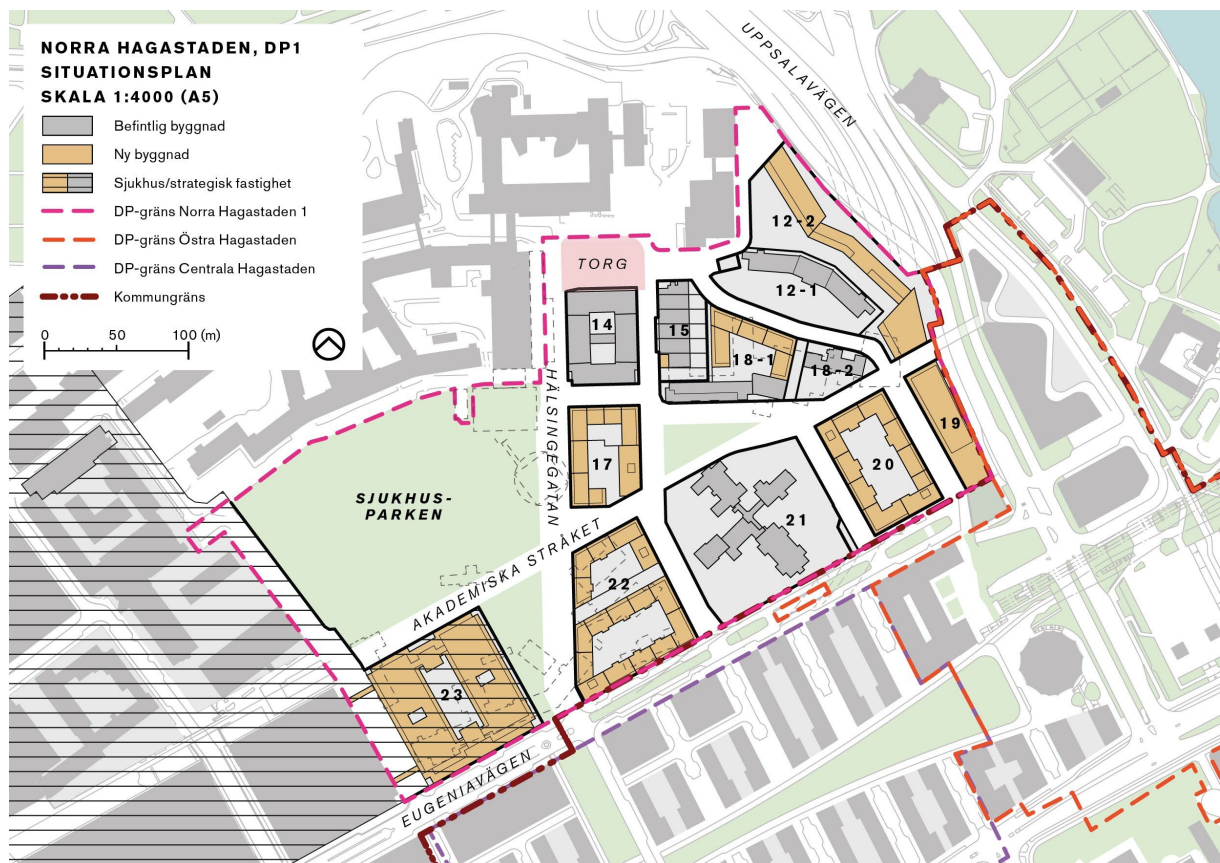 NORRA HAGASTADEN, DP1
SITUATIONSPLAN
SKALA 1:4000 (A5)
Befintlig byggnad
Ny byggnad
Sjukhus/strategisk fastighet
DP-gräns Norra Hagastaden 1
DP-gräns Östra Hagastaden
DP-gräns Centrala Hagastaden
Kommungräns
0 50 100 (m)
UPPSALAVÄGEN
12-2
TORG
12-1
14
15
18-1
18-2
HÄLSINGEGATAN
19
17
20
SJUKHUS-
PARKEN
21
AKADEMISKA STRÅKET
22
23
EUGENIAVÄGEN